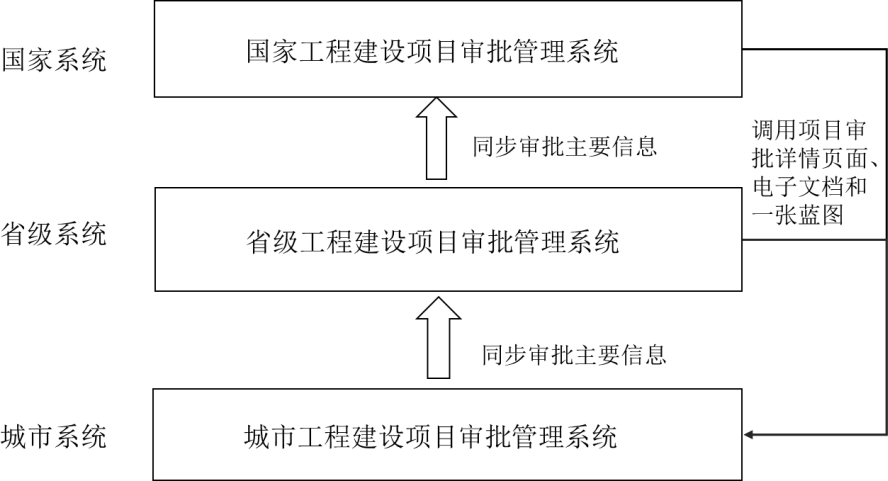 国家系统
国家工程建设项目审批管理系统
同步审批主要信息
调用项目审
批详情页面、
电子文档和
一张蓝图
省级系统
省级工程建设项目审批管理系统
同步审批主要信息
城市系统
城市工程建设项目审批管理系统